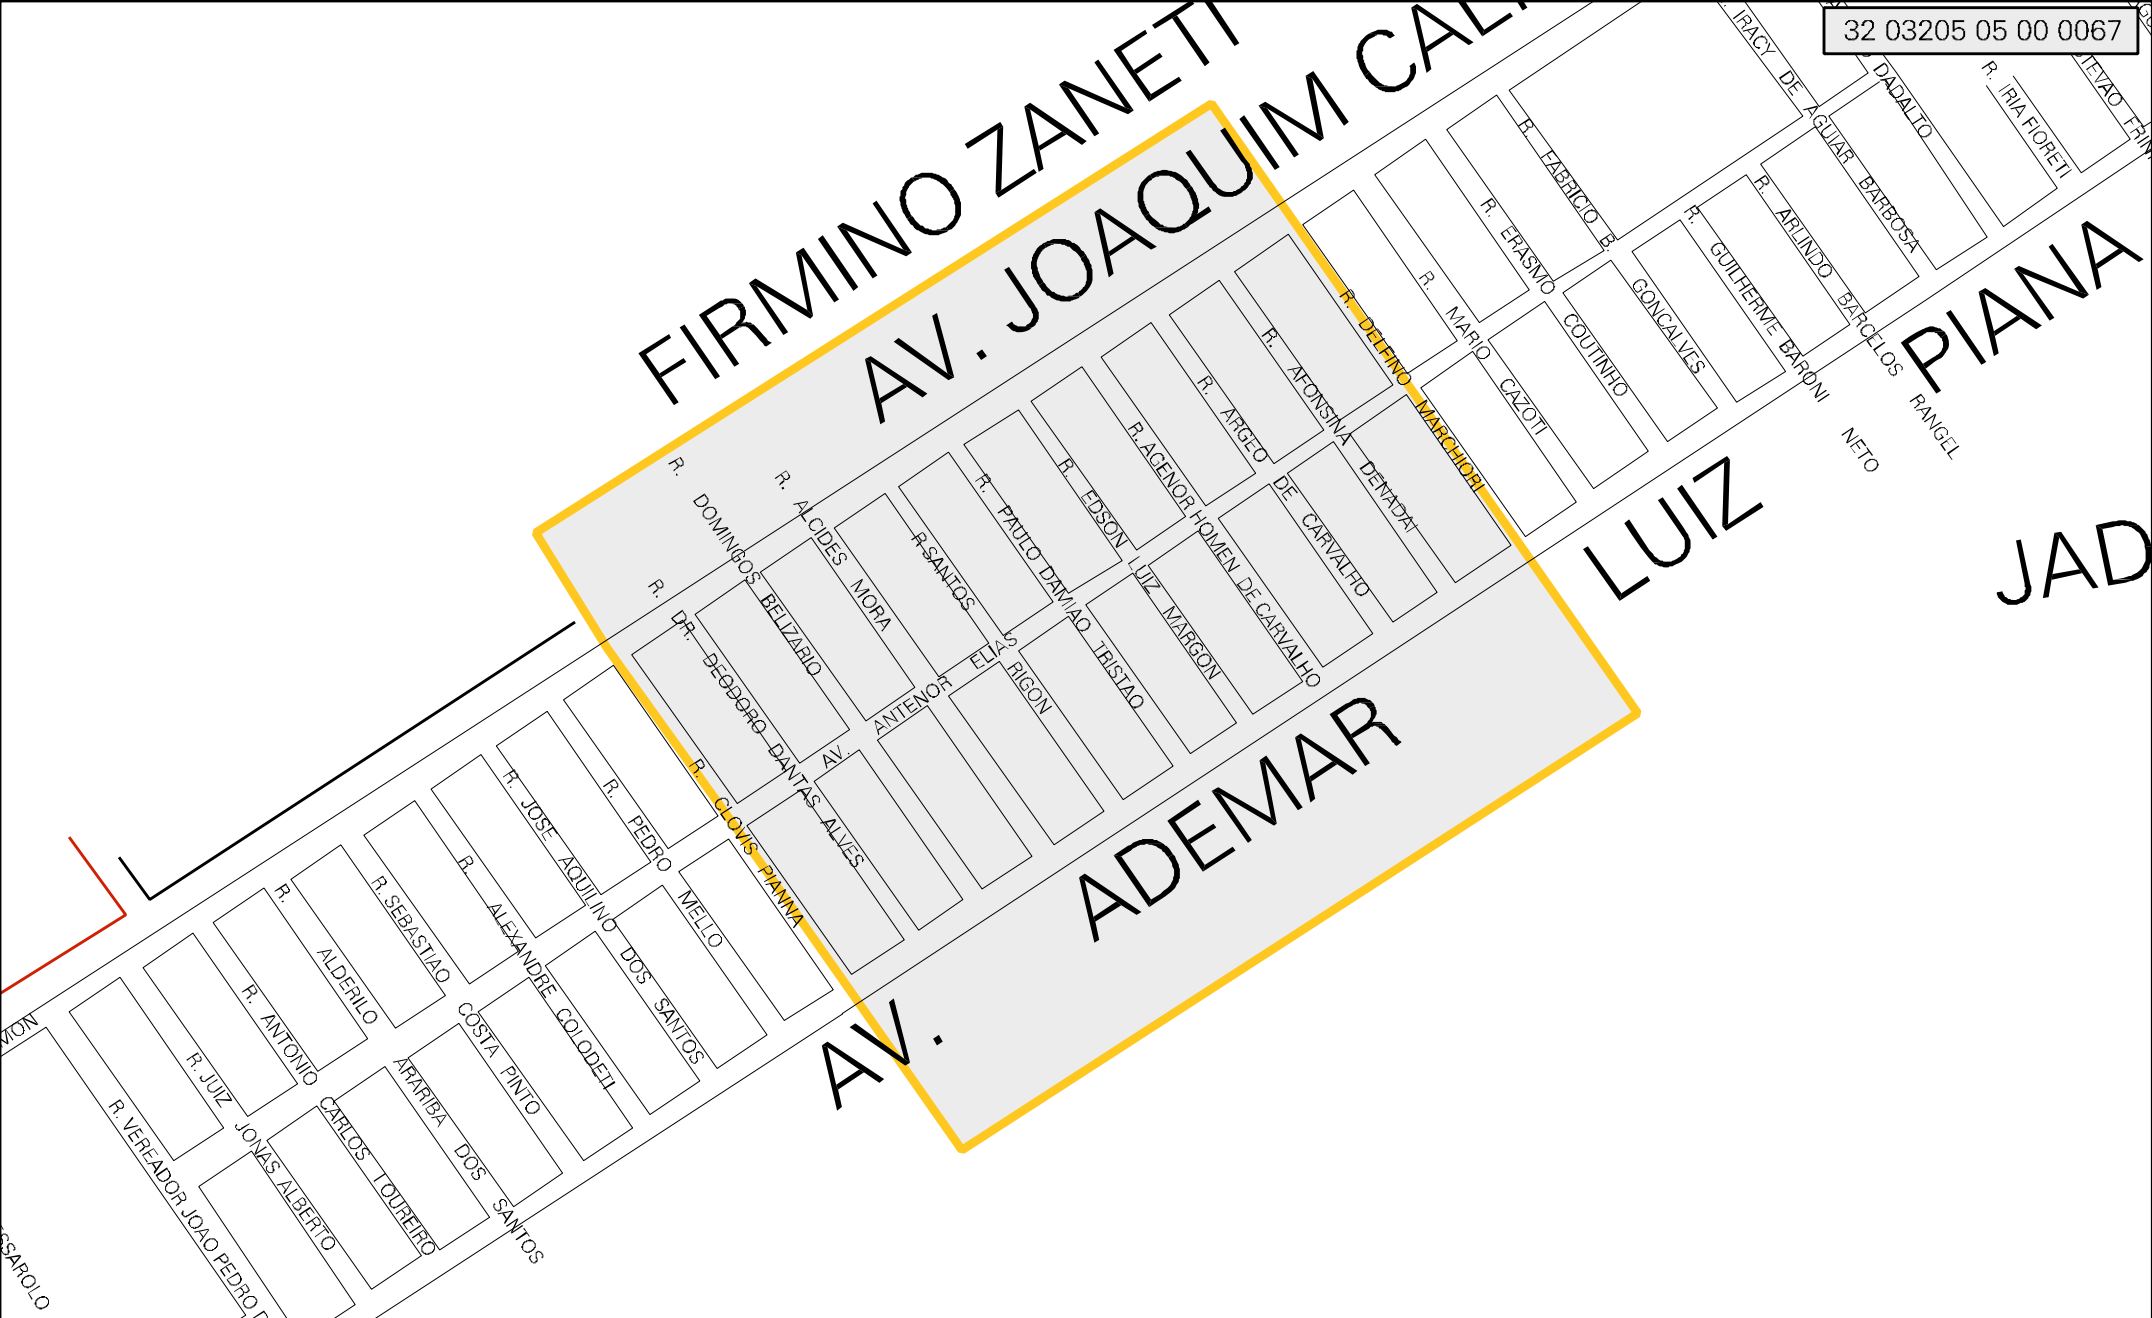 32 03205 05 00 0067
FIRMINO ZANETI
AV. JOAQUIM
R. IRACY DE AGUIAR BARBOSA
DADALTO
R. IRIA FIORETI
R. FABRICIO B. GONCALVES
R. ERASMO COUTINHO
R. MARIO CAZOTI
R. GUILHERME BARONI NETO
R. ARLINDO BARCELOS RANGEL
R. DELFINO MARCHIORI
R. AFONSINA DENADAI
R. ARGEO DE CARVALHO
R. AGENOR HOMEN DE CARVALHO
R. EDSON LUIZ MARGON
R. PAULO DAMIAO TRISTAO
R SANTOS RIGON
R. ALCIDES MORA
R. DOMINGOS BELIZARIO
R. DR. DEODORO DANTAS ALVES
AV. ANTENOR ELIAS
R. CLOVIS PIANNA
R. PEDRO MELLO
R. JOSE AQUILINO DOS SANTOS
R. ALEXANDRE COLODETI
R. SEBASTIAO COSTA PINTO
R. ALDERILO ARARIBA DOS SANTOS
R. ANTONIO CARLOS LOUREIRO
R. JUIZ JONAS ALBERTO
R. VEREADOR JOAO PEDRO
AV. ADEMAR LUIZ PIANA